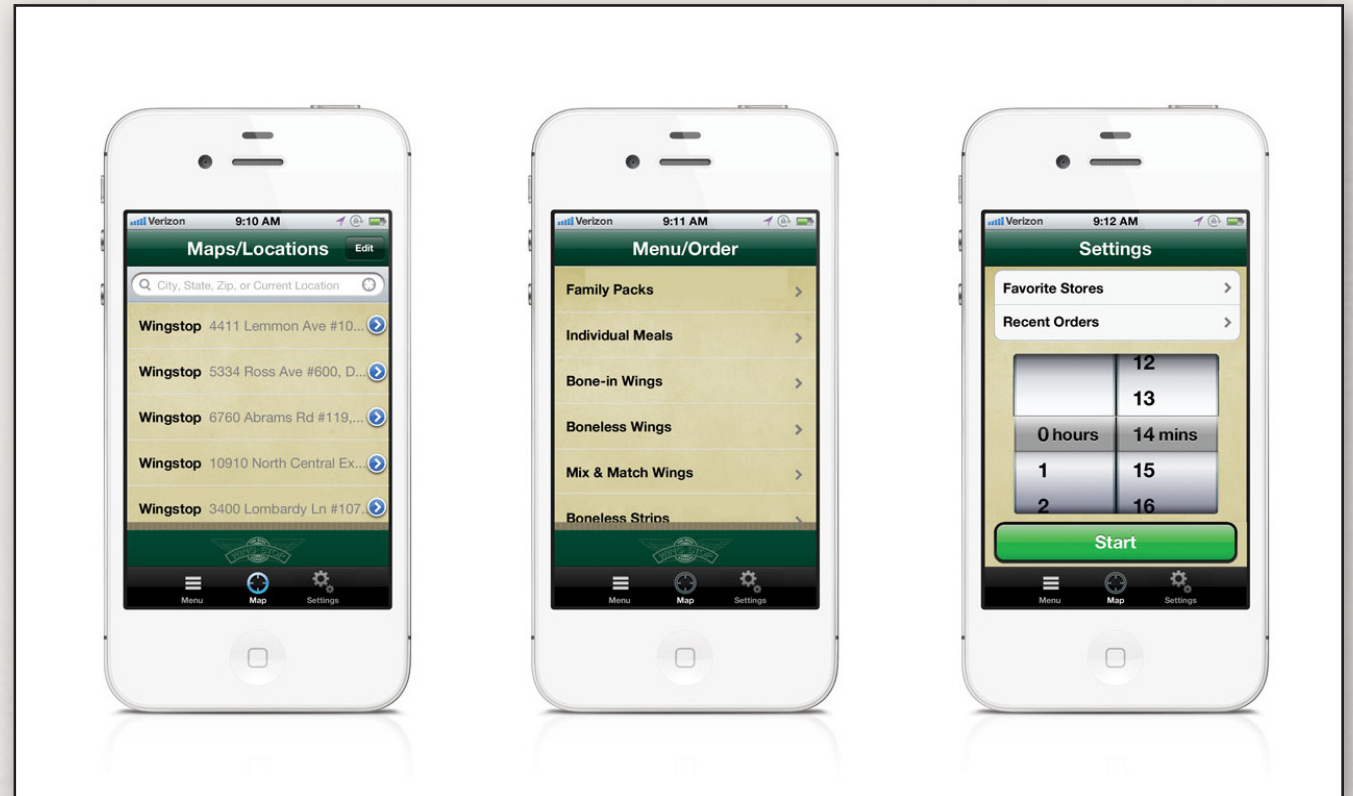 Verizon 9:10 AM
Maps/Locations Edit
City, State, Zip, or Current Location
Wingstop 4411 Lemmon Ave #10...
Wingstop 5334 Ross Ave #600, D...
Wingstop 6760 Abrams Rd #119,...
Wingstop 10910 North Central Ex...
Wingstop 3400 Lombardy Ln #107.
WING-STOP
Menu Map Settings
Verizon 9:11 AM
Menu/Order
Family Packs
Individual Meals
Bone-in Wings
Boneless Wings
Mix & Match Wings
Boneless Strips
WING-STOP
Menu Map Settings
Verizon 9:12 AM
Settings
Favorite Stores
Recent Orders
12
13
0 hours 14 mins
1 15
2 16
Start
Menu Map Settings